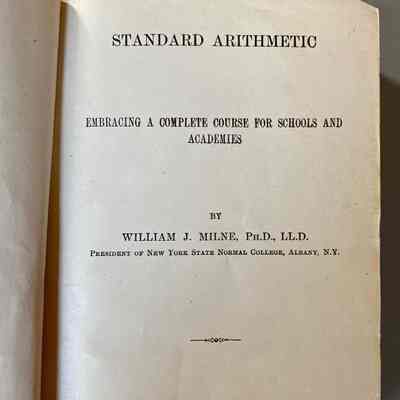 STANDARD ARITHMETIC
EMBRACING A COMPLETE COURSE FOR SCHOOLS AND
ACADEMIES
BY
WILLIAM J. MILNE, PH.D., LL.D.
PRESIDENT OF NEW YORK STATE NORMAL COLLEGE, ALBANY, N.Y.